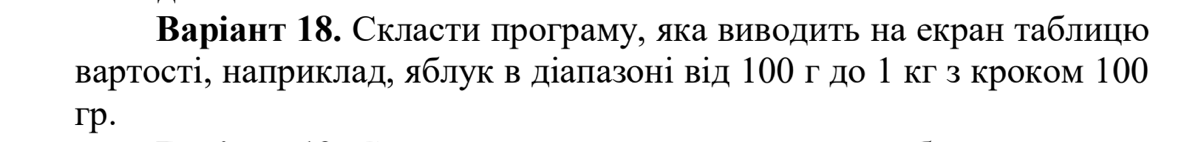 Варіант 18. Скласти програму, яка виводить на екран таблицю
вартості, наприклад, яблук в діапазоні від 100 г до 1 кг з кроком 100
гр.